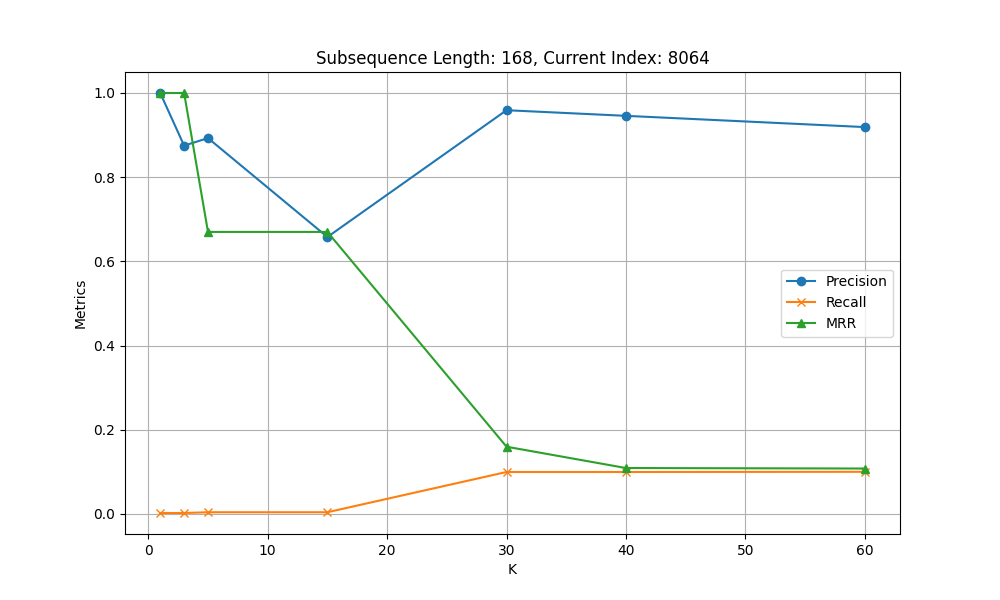 Subsequence Length: 168, Current Index: 8064
1.0
0.8
0.6
0.4
0.2
0.0
Metrics
Precision
Recall
MRR
0 10 20 30 40 50 60
K